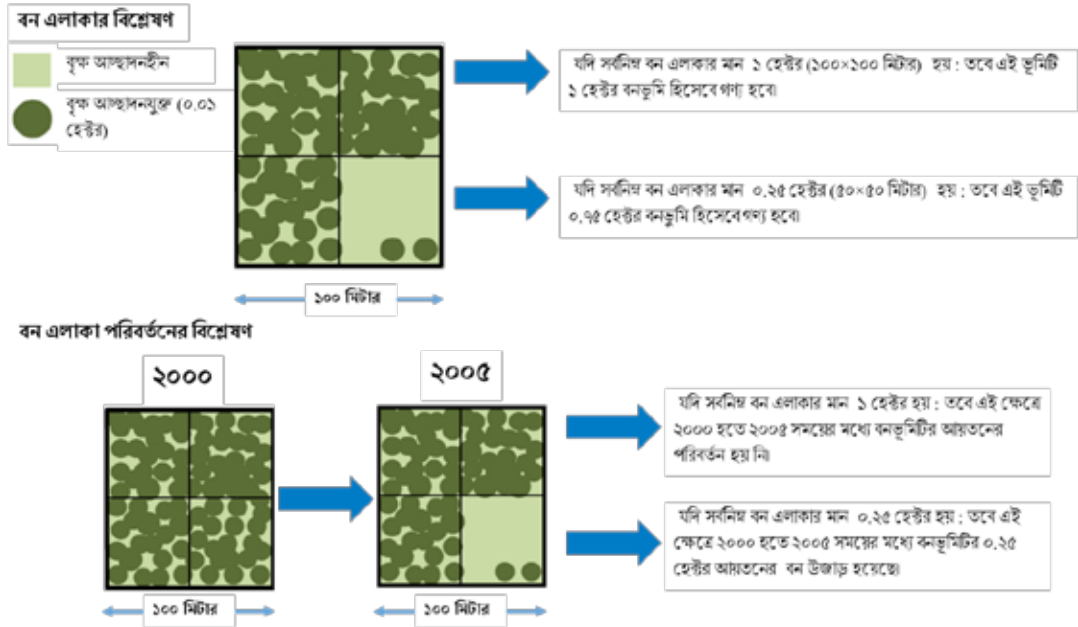 বন এলাকার বিশ্লেষণ
বৃক্ষ আচ্ছাদনহীন
বৃক্ষ আচ্ছাদনযুক্ত (০.০১
হেক্টর)
যদি সর্বনিম্ন বন এলাকার মান ১ হেক্টর (১০০×১০০ মিটার) হয় : তবে এই ভূমিটি
১ হেক্টর বনভূমি হিসেবে গণ্য হবে।
যদি সর্বনিম্ন বন এলাকার মান ০.২৫ হেক্টর (৫০×৫০ মিটার) হয় : তবে এই ভূমিটি
০.৭৫ হেক্টর বনভূমি হিসেবে গণ্য হবে।
১০০ মিটার
বন এলাকা পরিবর্তনের বিশ্লেষণ
২০০০
২০০৫
যদি সর্বনিম্ন বন এলাকার মান ১ হেক্টর হয় : তবে এই ক্ষেত্রে
২০০০ হতে ২০০৫ সময়ের মধ্যে বনভূমিটির আয়তনের
পরিবর্তন হয় নি।
যদি সর্বনিম্ন বন এলাকার মান ০.২৫ হেক্টর হয় : তবে এই
ক্ষেত্রে ২০০০ হতে ২০০৫ সময়ের মধ্যে বনভূমিটির ০.২৫
হেক্টর আয়তনের বন উজাড় হয়েছে।
১০০ মিটার
১০০ মিটার